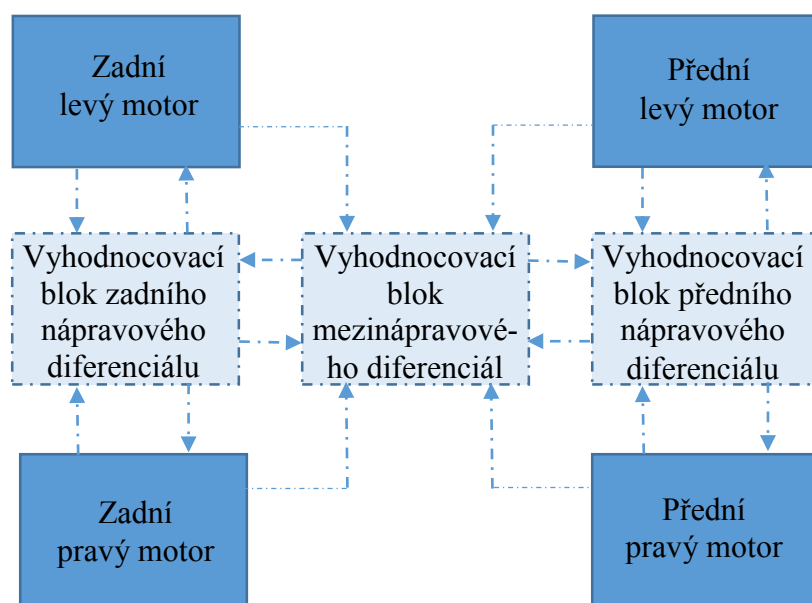 Zadní
levý motor
Přední
levý motor
Vyhodnocovací
blok zadního
nápravového
diferenciálu
Vyhodnocovací
blok
mezinápravové-
ho diferenciál
Vyhodnocovací
blok předního
nápravového
diferenciálu
Zadní
pravý motor
Přední
pravý motor